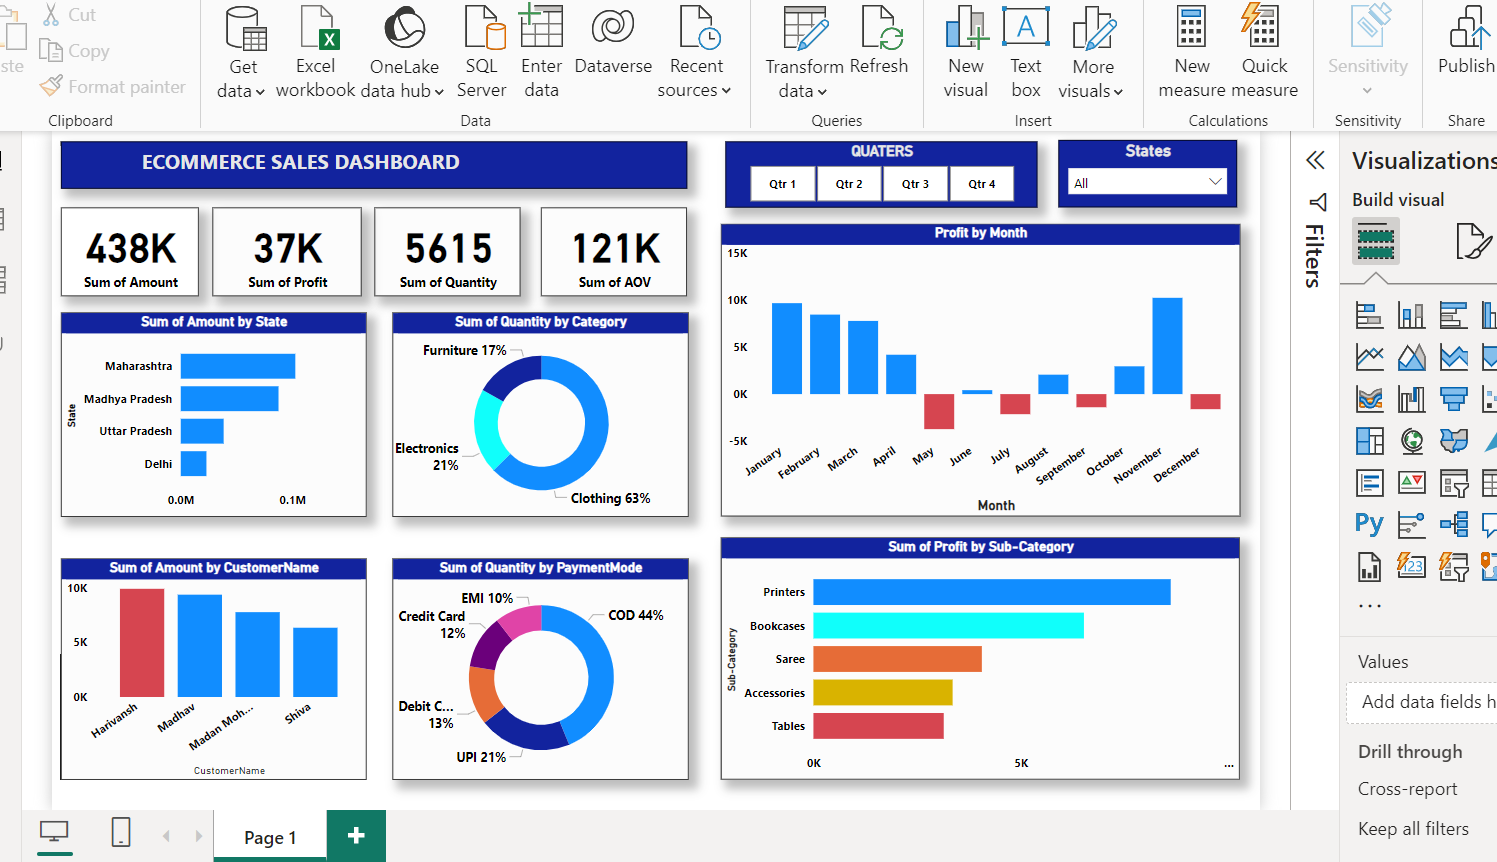 Cut
Copy
ste
Format painter
Clipboard
Get data
Excel workbook
OneLake data hub
SQL Server
Enter data
Dataverse
Recent sources
Data
Transform data
Refresh
Queries
New visual
Text box
More visuals
Insert
New measure
Quick measure
Calculations
Sensitivity
Sensitivity
Publish
Share
ECOMMERCE SALES DASHBOARD
QUATERS
Qtr 1
Qtr 2
Qtr 3
Qtr 4
States
All
438K
Sum of Amount
37K
Sum of Profit
5615
Sum of Quantity
121K
Sum of AOV
Sum of Amount by State
State
Maharashtra
Madhya Pradesh
Uttar Pradesh
Delhi
0.0M
0.1M
Sum of Quantity by Category
Furniture 17%
Electronics
21%
Clothing 63%
Profit by Month
15K
10K
5K
0K
-5K
January
February
March
April
May
June
July
August
September
October
November
December
Month
Sum of Amount by CustomerName
10K
5K
0K
Harivansh
Madhav
Madan Moh...
Shiva
CustomerName
Sum of Quantity by PaymentMode
EMI 10%
COD 44%
Credit Card
12%
Debit C...
13%
UPI 21%
Sum of Profit by Sub-Category
Sub-Category
Printers
Bookcases
Saree
Accessories
Tables
0K
5K
...
Page 1
+
Filters
Visualizations
Build visual
Py
123
...
Values
Add data fields h
Drill through
Cross-report
Keep all filters